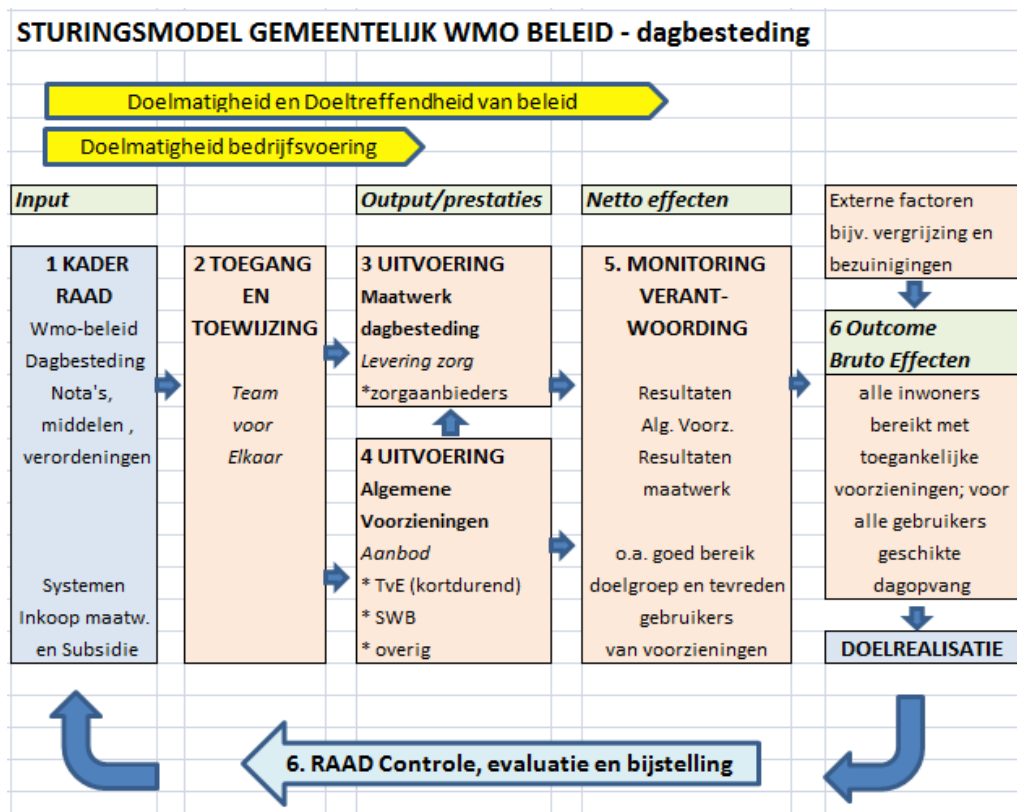 STURINGSMODEL GEMEENTELIJK WMO BELEID - dagbesteding
Doelmatigheid en Doeltreffendheid van beleid
Doelmatigheid bedrijfsvoering
Input
Output/prestaties
Netto effecten
Externe factoren
bijv. vergrijzing en
bezuinigingen
1 KADER
RAAD
Wmo-beleid
Dagbesteding
Nota's,
middelen ,
verordeningen
Systemen
Inkoop maatw.
en Subsidie
2 TOEGANG
EN
TOEWIJZING
Team
voor
Elkaar
3 UITVOERING
Maatwerk
dagbesteding
Levering zorg
*zorgaanbieders
4 UITVOERING
Algemene
Voorzieningen
Aanbod
* TvE (kortdurend)
* SWB
* overig
5. MONITORING
VERANT-
WOORDING
Resultaten
Alg. Voorz.
Resultaten
maatwerk
o.a. goed bereik
doelgroep en tevreden
gebruikers
van voorzieningen
6 Outcome
Bruto Effecten
alle inwoners
bereikt met
toegankelijke
voorzieningen; voor
alle gebruikers
geschikte
dagopvang
DOELREALISATIE
6. RAAD Controle, evaluatie en bijstelling